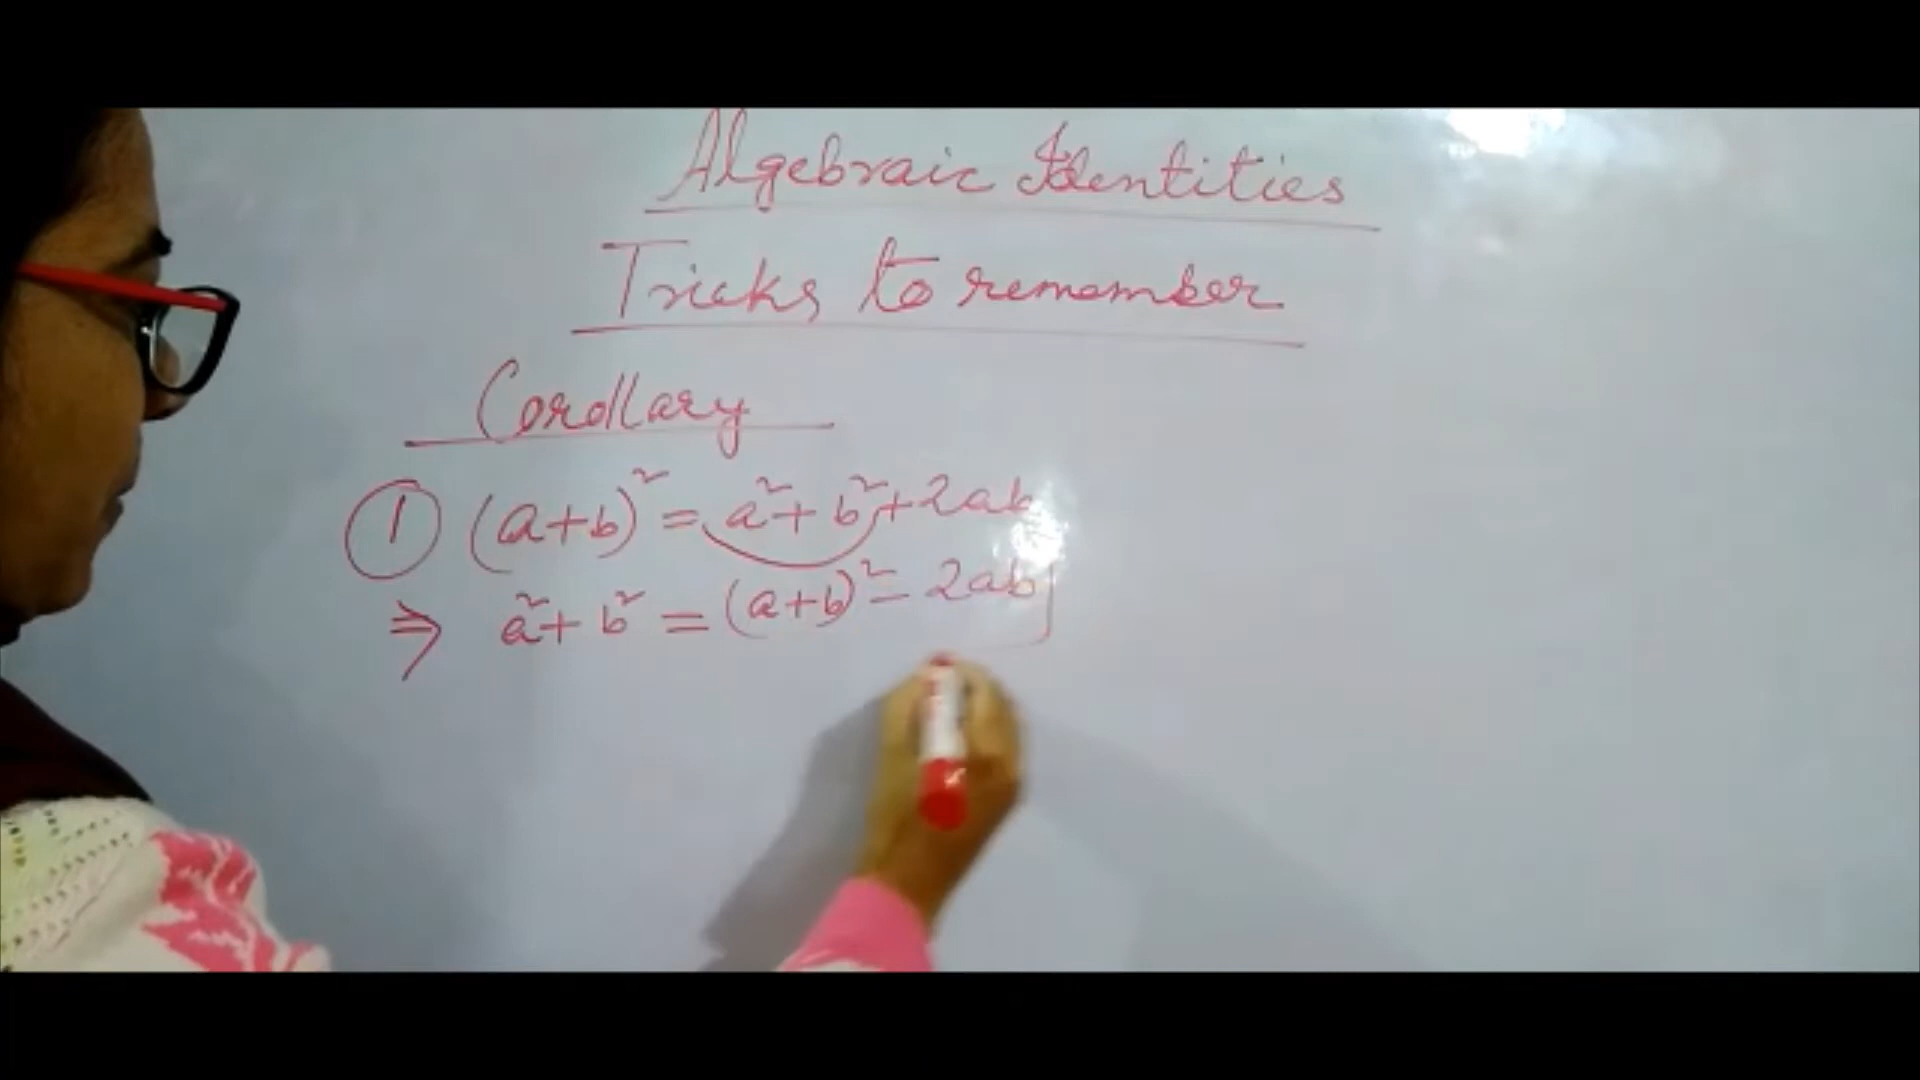 Algebraic Identities
Tricks to remember
Corollary
① (a+b)² = a² + b² + 2ab
⇒ a² + b² = (a+b)² - 2ab